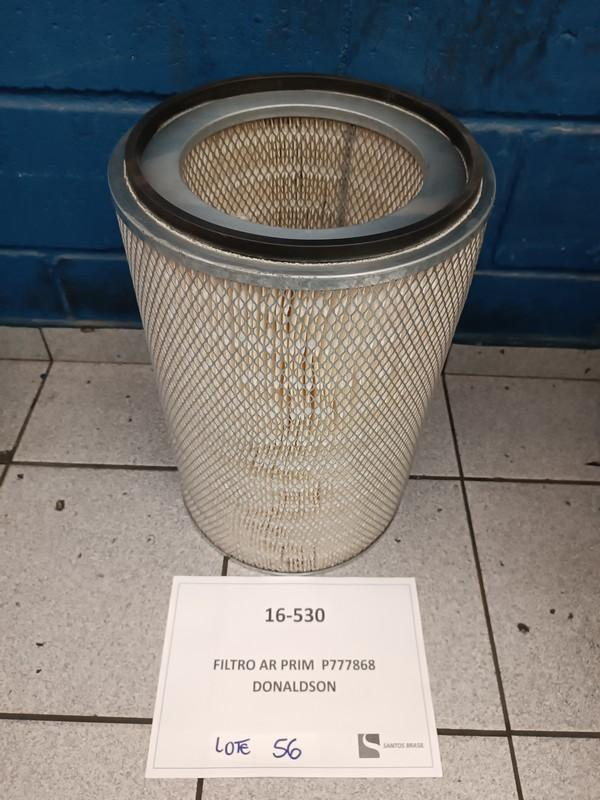 16-530
FILTRO AR PRIM P777868
DONALDSON
LOTE 56
SANTOS BRASIL